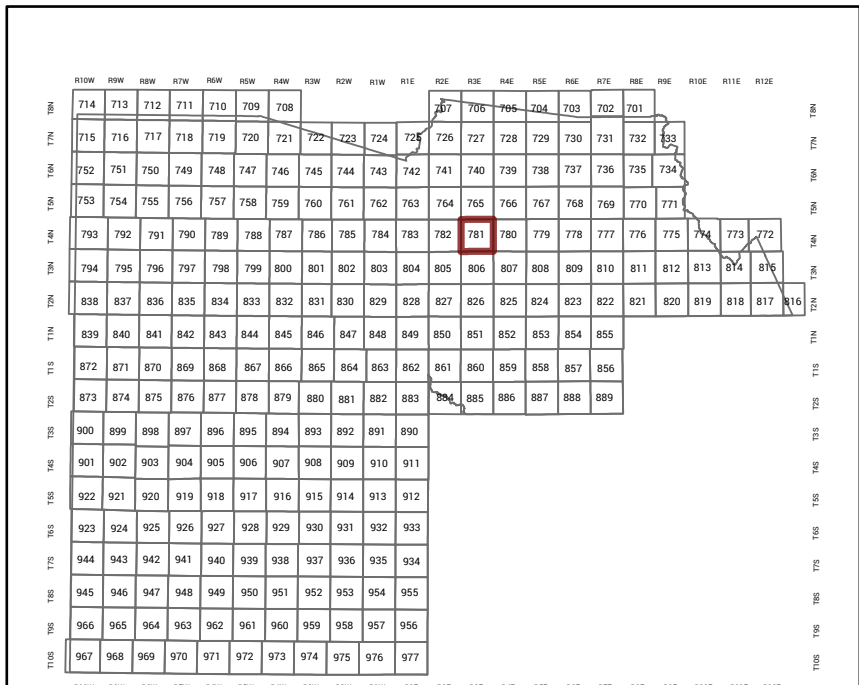 R10W R9W R8W R7W R6W R5W R4W R3W R2W R1W R1E R2E R3E R4E R5E R6E R7E R8E R9E R10E R11E R12E
T8N 714 713 712 711 710 709 708 707 706 705 704 703 702 701 T8N
T7N 715 716 717 718 719 720 721 722 723 724 725 726 727 728 729 730 731 732 733 T7N
T6N 752 751 750 749 748 747 746 745 744 743 742 741 740 739 738 737 736 735 734 T6N
T5N 753 754 755 756 757 758 759 760 761 762 763 764 765 766 767 768 769 770 771 T5N
T4N 793 792 791 790 789 788 787 786 785 784 783 782 781 780 779 778 777 776 775 774 773 772 T4N
T3N 794 795 796 797 798 799 800 801 802 803 804 805 806 807 808 809 810 811 812 813 814 815 T3N
T2N 838 837 836 835 834 833 832 831 830 829 828 827 826 825 824 823 822 821 820 819 818 817 816 T2N
T1N 839 840 841 842 843 844 845 846 847 848 849 850 851 852 853 854 855 T1N
T1S 872 871 870 869 868 867 866 865 864 863 862 861 860 859 858 857 856 T1S
T2S 873 874 875 876 877 878 879 880 881 882 883 884 885 886 887 888 889 T2S
T3S 900 899 898 897 896 895 894 893 892 891 890 T3S
T4S 901 902 903 904 905 906 907 908 909 910 911 T4S
T5S 922 921 920 919 918 917 916 915 914 913 912 T5S
T6S 923 924 925 926 927 928 929 930 931 932 933 T6S
T7S 944 943 942 941 940 939 938 937 936 935 934 T7S
T8S 945 946 947 948 949 950 951 952 953 954 955 T8S
T9S 966 965 964 963 962 961 960 959 958 957 956 T9S
T10S 967 968 969 970 971 972 973 974 975 976 977 T10S